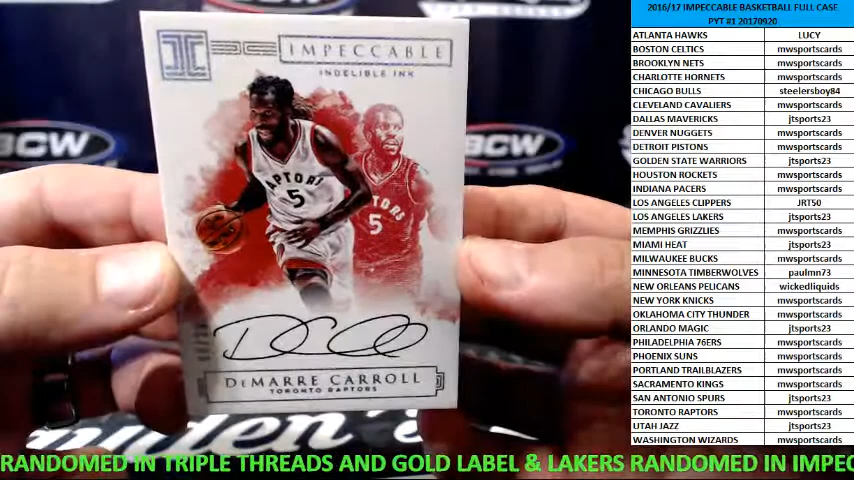 2016/17 IMPECCABLE BASKETBALL FULL CASE
PYT #1 20170920
ATLANTA HAWKS LUCY
BOSTON CELTICS mwsportscards
BROOKLYN NETS mwsportscards
CHARLOTTE HORNETS mwsportscards
CHICAGO BULLS steelersboy84
CLEVELAND CAVALIERS mwsportscards
DALLAS MAVERICKS jtsports23
DENVER NUGGETS mwsportscards
DETROIT PISTONS mwsportscards
GOLDEN STATE WARRIORS jtsports23
HOUSTON ROCKETS mwsportscards
INDIANA PACERS mwsportscards
LOS ANGELES CLIPPERS JRT50
LOS ANGELES LAKERS jtsports23
MEMPHIS GRIZZLIES mwsportscards
MIAMI HEAT jtsports23
MILWAUKEE BUCKS mwsportscards
MINNESOTA TIMBERWOLVES paulmn73
NEW ORLEANS PELICANS wickedliquids
NEW YORK KNICKS mwsportscards
OKLAHOMA CITY THUNDER mwsportscards
ORLANDO MAGIC jtsports23
PHILADELPHIA 76ERS mwsportscards
PHOENIX SUNS mwsportscards
PORTLAND TRAILBLAZERS mwsportscards
SACRAMENTO KINGS mwsportscards
SAN ANTONIO SPURS jtsports23
TORONTO RAPTORS mwsportscards
UTAH JAZZ jtsports23
WASHINGTON WIZARDS mwsportscards
IMPECCABLE
INDELIBLE INK
BCW
BCW
APTORS
5
TORS
5
DEMARRE CARROLL
TORONTO RAPTORS
RANDOMED IN TRIPLE THREADS AND GOLD LABEL & LAKERS RANDOMED IN IMPEC